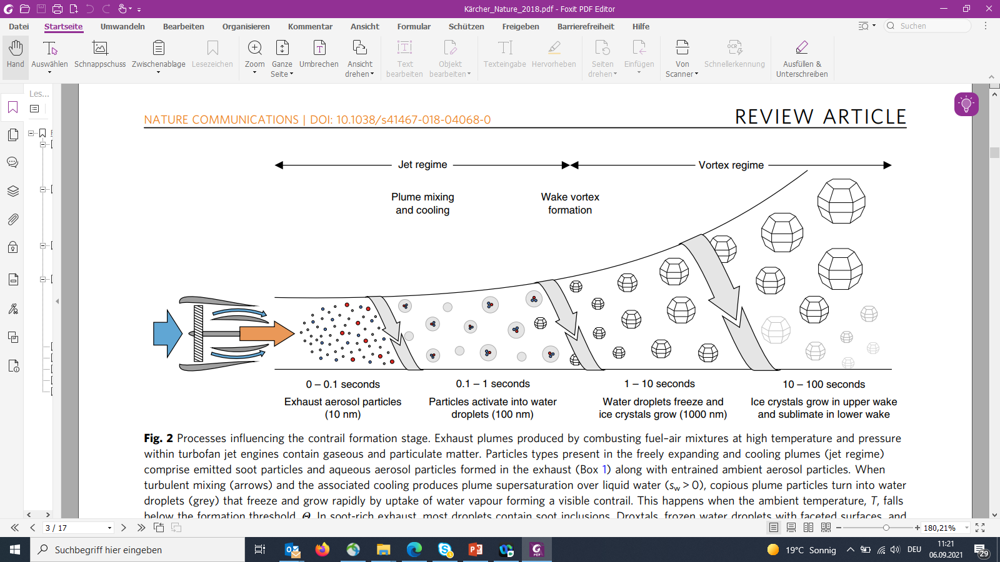 Kärcher_Nature_2018.pdf - Foxit PDF Editor
Datei Startseite Umwandeln Bearbeiten Organisieren Kommentar Ansicht Formular Schützen Freigeben Barrierefreiheit Hilfe Suchen
Hand Auswählen Schnappschuss Zwischenablage Lesezeichen Zoom Ganze Seite Umbrechen Ansicht drehen Text bearbeiten Objekt bearbeiten Texteingabe Hervorheben Seiten drehen Einfügen Von Scanner OCR Schnellerkennung Ausfüllen & Unterschreiben
Les...
NATURE COMMUNICATIONS | DOI: 10.1038/s41467-018-04068-0 REVIEW ARTICLE
Jet regime Vortex regime
Plume mixing Wake vortex
and cooling formation
0 – 0.1 seconds 0.1 – 1 seconds 1 – 10 seconds 10 – 100 seconds
Exhaust aerosol particles Particles activate into water Water droplets freeze and Ice crystals grow in upper wake
(10 nm) droplets (100 nm) ice crystals grow (1000 nm) and sublimate in lower wake
Fig. 2 Processes influencing the contrail formation stage. Exhaust plumes produced by combusting fuel–air mixtures at high temperature and pressure
within turbofan jet engines contain gaseous and particulate matter. Particles types present in the freely expanding and cooling plumes (jet regime)
comprise emitted soot particles and aqueous aerosol particles formed in the exhaust (Box 1) along with entrained ambient aerosol particles. When
turbulent mixing (arrows) and the associated cooling produces plume supersaturation over liquid water (sw > 0), copious plume particles turn into water
droplets (grey) that freeze and grow rapidly by uptake of water vapour forming a visible contrail. This happens when the ambient temperature, T, falls
below the formation threshold, Θ. In soot-rich exhaust, most droplets contain soot inclusions. Droxtals, frozen water droplets with faceted surfaces, and
3 / 17 180,21%
Suchbegriff hier eingeben 19°C Sonnig DEU 11:21
06.09.2021 29